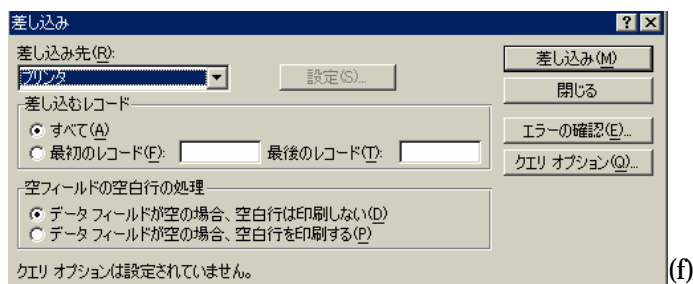 差し込み
差し込み先(R):
プリンタ
設定(S)...
差し込み(M)
閉じる
差し込むレコード
すべて(A)
最初のレコード(F): 最後のレコード(T):
エラーの確認(E)...
クエリ オプション(Q)...
空フィールドの空白行の処理
データ フィールドが空の場合、空白行は印刷しない(D)
データ フィールドが空の場合、空白行を印刷する(P)
クエリ オプションは設定されていません。
(f)